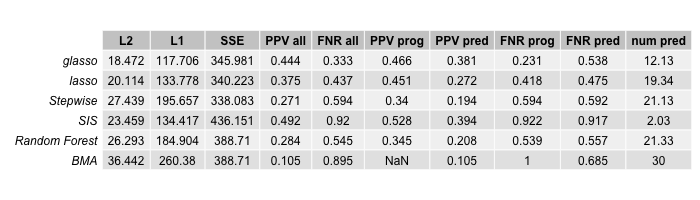 L2 L1 SSE PPV all FNR all PPV prog PPV pred FNR prog FNR pred num pred
glasso 18.472 117.706 345.981 0.444 0.333 0.466 0.381 0.231 0.538 12.13
lasso 20.114 133.778 340.223 0.375 0.437 0.451 0.272 0.418 0.475 19.34
Stepwise 27.439 195.657 338.083 0.271 0.594 0.34 0.194 0.594 0.592 21.13
SIS 23.459 134.417 436.151 0.492 0.92 0.528 0.394 0.922 0.917 2.03
Random Forest 26.293 184.904 388.71 0.284 0.545 0.345 0.208 0.539 0.557 21.33
BMA 36.442 260.38 388.71 0.105 0.895 NaN 0.105 1 0.685 30